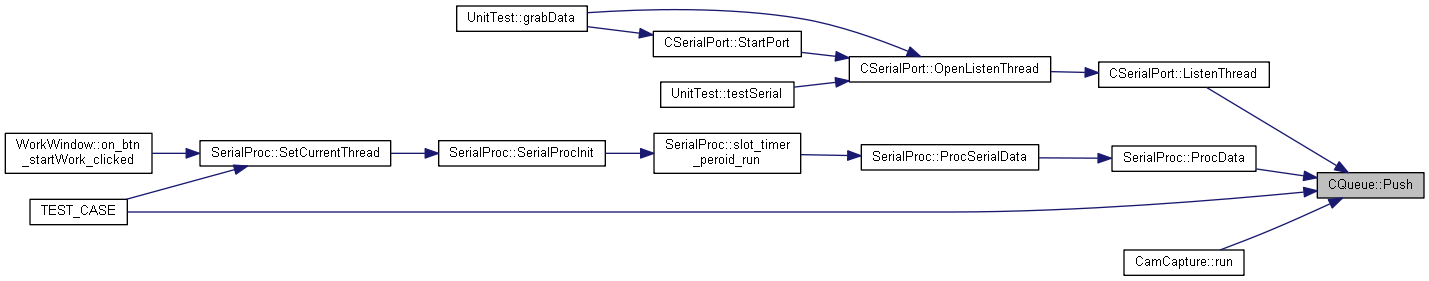 UnitTest::grabData
CSerialPort::StartPort
CSerialPort::OpenListenThread
CSerialPort::ListenThread
UnitTest::testSerial
WorkWindow::on_btn
_startWork_clicked
SerialProc::SetCurrentThread
SerialProc::SerialProcInit
SerialProc::slot_timer
_peroid_run
SerialProc::ProcSerialData
SerialProc::ProcData
CQueue::Push
TEST_CASE
CamCapture::run